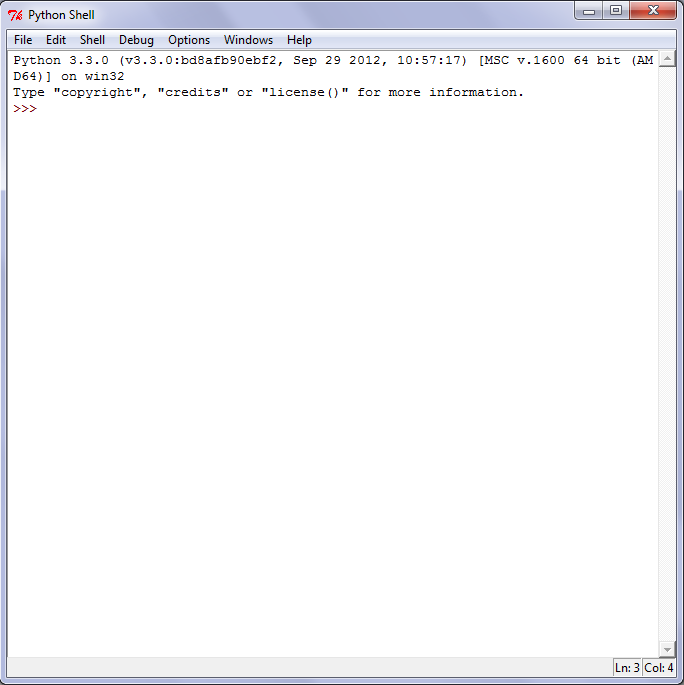 Python Shell
File Edit Shell Debug Options Windows Help
Python 3.3.0 (v3.3.0:bd8afb90ebf2, Sep 29 2012, 10:57:17) [MSC v.1600 64 bit (AM
D64)] on win32
Type "copyright", "credits" or "license()" for more information.
>>>
Ln: 3 Col: 4